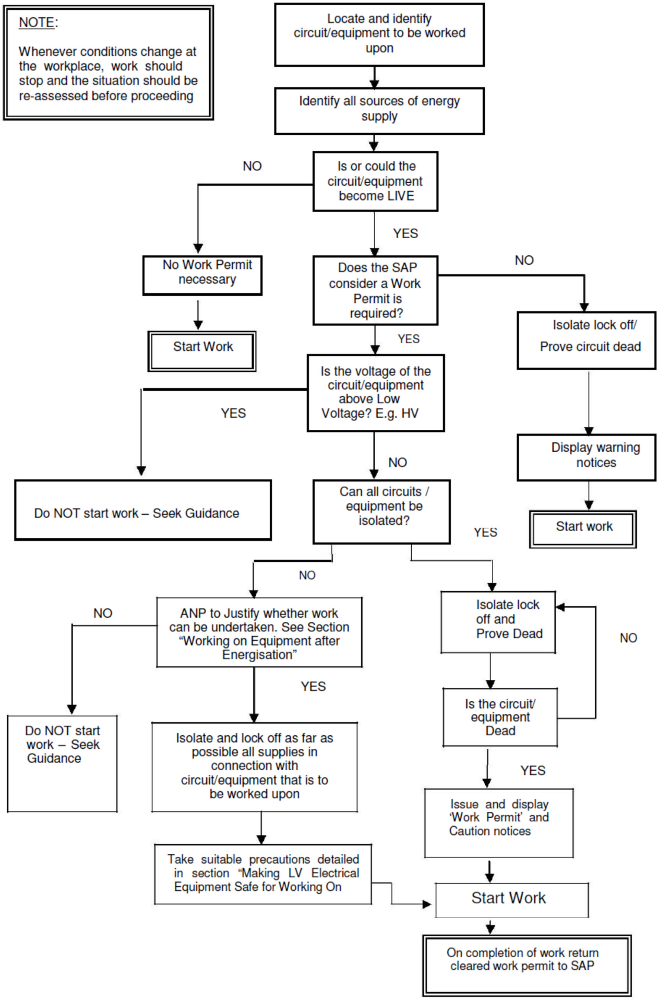 NOTE:
Whenever conditions change at
the workplace, work should
stop and the situation should be
re-assessed before proceeding
Locate and identify
circuit/equipment to be worked
upon
Identify all sources of energy
supply
Is or could the
circuit/equipment
become LIVE
NO
YES
No Work Permit
necessary
Start Work
Does the SAP
consider a Work
Permit is
required?
NO
YES
Isolate lock off/
Prove circuit dead
Display warning
notices
Start work
Is the voltage of the
circuit/equipment
above Low
Voltage? E.g. HV
YES
NO
Do NOT start work – Seek Guidance
Can all circuits /
equipment be
isolated?
YES
NO
ANP to Justify whether work
can be undertaken. See Section
“Working on Equipment after
Energisation”
NO
YES
Do NOT start
work – Seek
Guidance
Isolate and lock off as far as
possible all supplies in
connection with
circuit/equipment that is to
be worked upon
Take suitable precautions detailed
in section “Making LV Electrical
Equipment Safe for Working On
Isolate lock
off and
Prove Dead
NO
Is the circuit/
equipment
Dead
YES
Issue and display
‘Work Permit’ and
Caution notices
Start Work
On completion of work return
cleared work permit to SAP